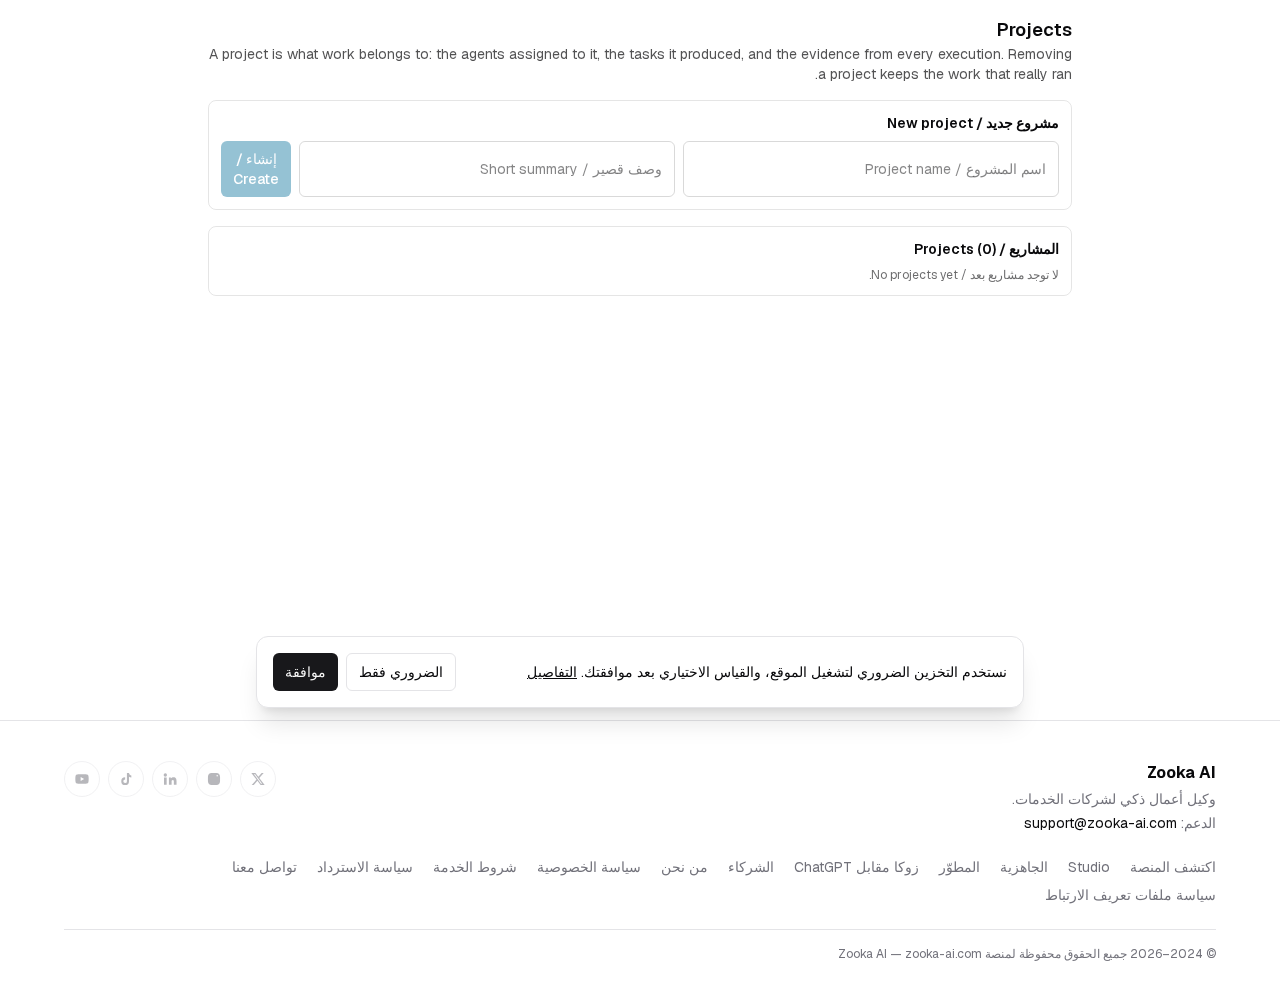 Projects
A project is what work belongs to: the agents assigned to it, the tasks it produced, and the evidence from every execution. Removing
a project keeps the work that really ran.
مشروع جديد / New project
اسم المشروع / Project name
وصف قصير / Short summary
إنشاء /
Create
المشاريع / Projects (0)
لا توجد مشاريع بعد / No projects yet.
نستخدم التخزين الضروري لتشغيل الموقع، والقياس الاختياري بعد موافقتك. التفاصيل
الضروري فقط
موافقة
Zooka AI
وكيل أعمال ذكي لشركات الخدمات.
الدعم: support@zooka-ai.com
اكتشف المنصة Studio الجاهزية المطوّر زوكا مقابل ChatGPT الشركاء من نحن سياسة الخصوصية شروط الخدمة سياسة الاسترداد تواصل معنا
سياسة ملفات تعريف الارتباط
© 2024–2026 جميع الحقوق محفوظة لمنصة Zooka AI — zooka-ai.com